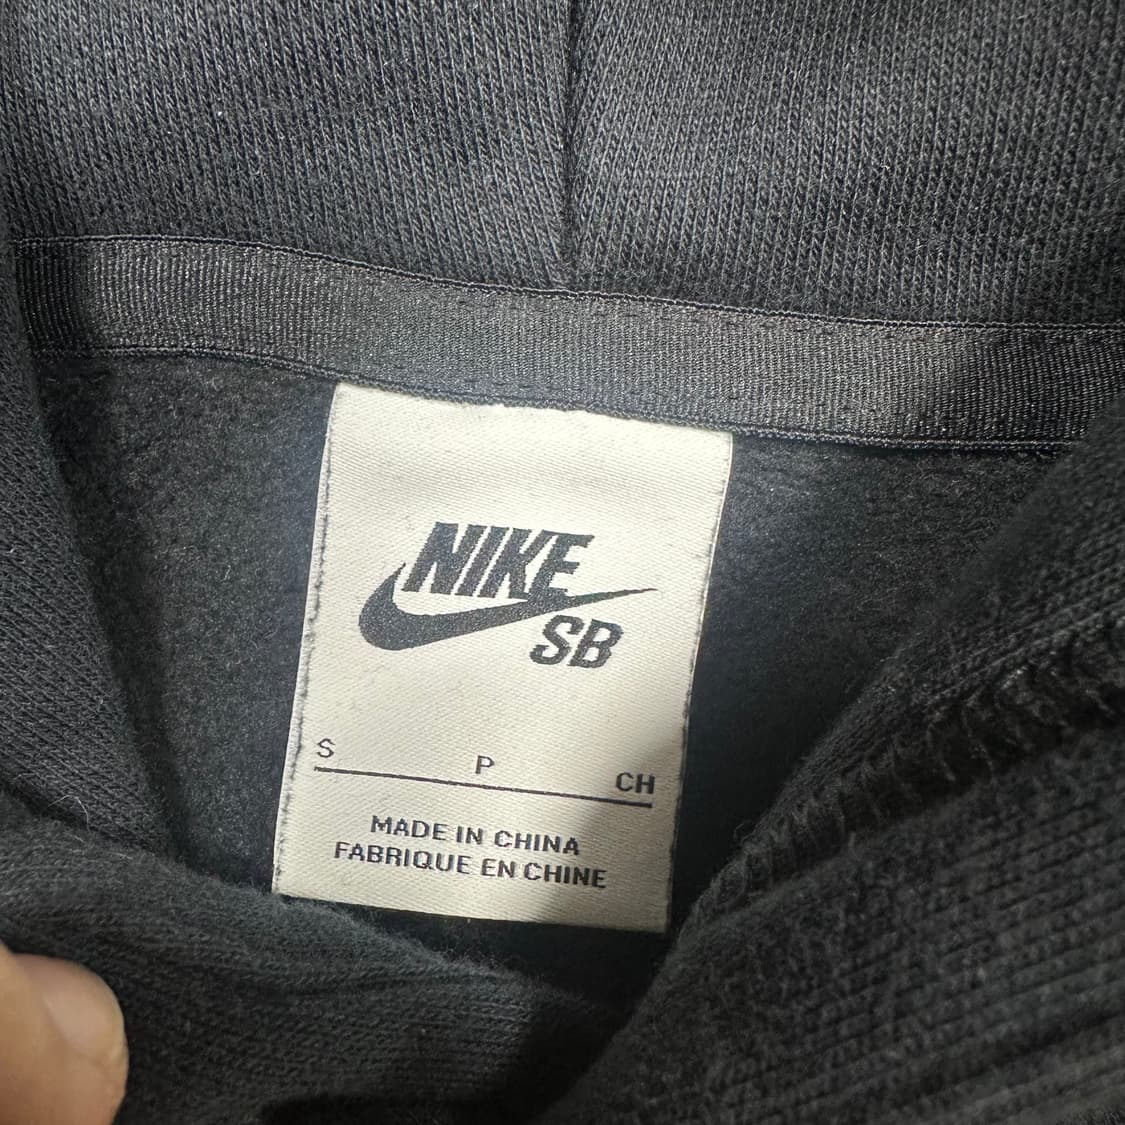 NIKE
SB
S P CH
MADE IN CHINA
FABRIQUE EN CHINE